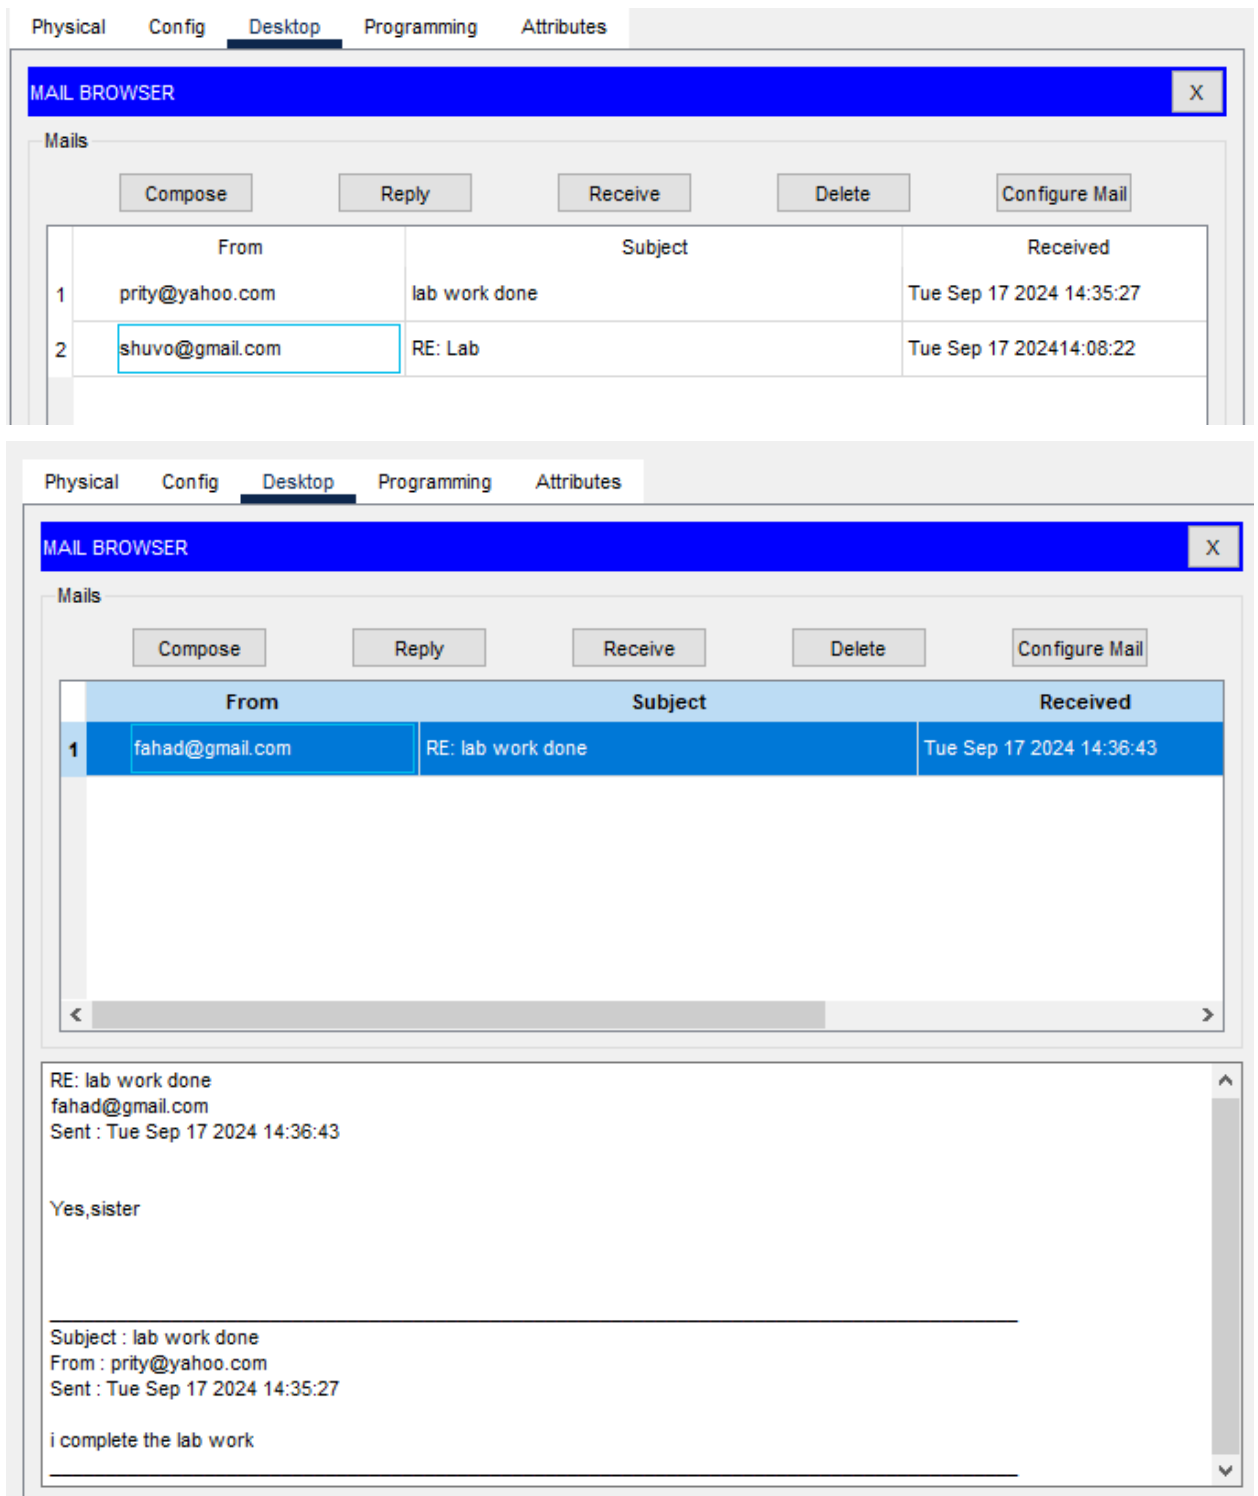 Physical Config Desktop Programming Attributes
MAIL BROWSER X
Mails
Compose Reply Receive Delete Configure Mail
From Subject Received
1 prity@yahoo.com lab work done Tue Sep 17 2024 14:35:27
2 shuvo@gmail.com RE: Lab Tue Sep 17 202414:08:22
Physical Config Desktop Programming Attributes
MAIL BROWSER X
Mails
Compose Reply Receive Delete Configure Mail
From Subject Received
1 fahad@gmail.com RE: lab work done Tue Sep 17 2024 14:36:43
RE: lab work done
fahad@gmail.com
Sent : Tue Sep 17 2024 14:36:43
Yes,sister
Subject : lab work done
From : prity@yahoo.com
Sent : Tue Sep 17 2024 14:35:27
i complete the lab work